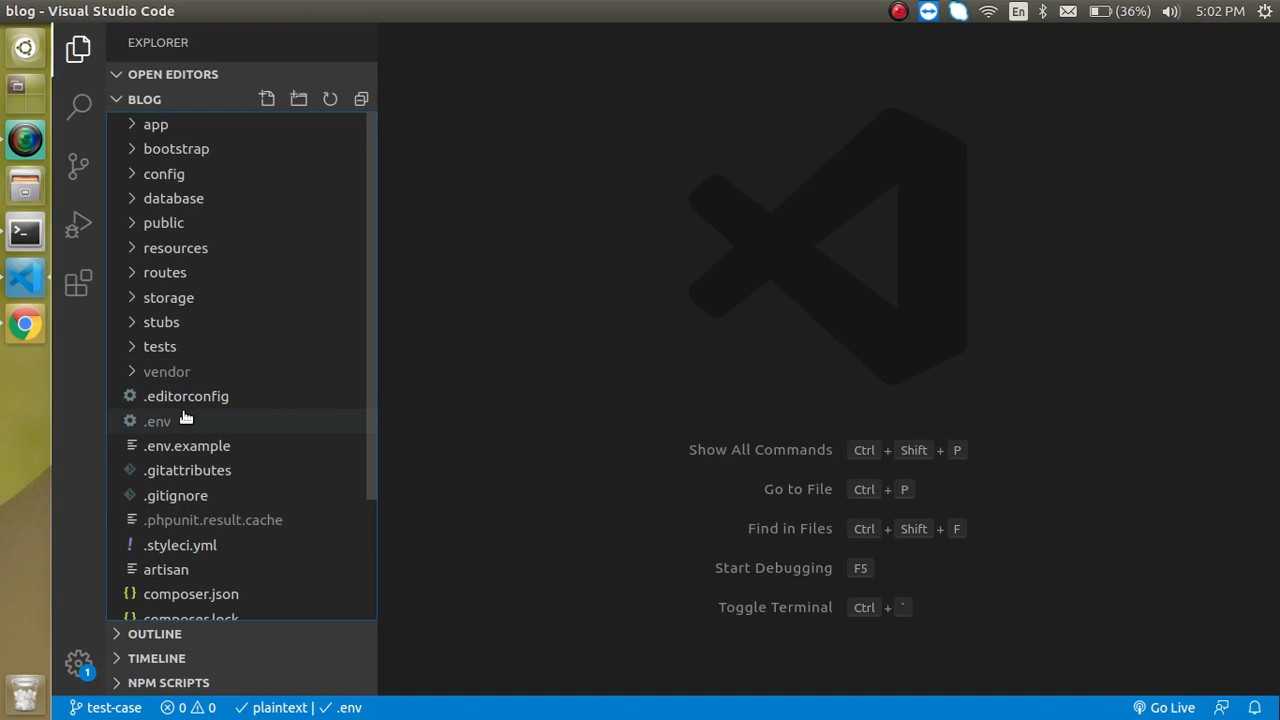 blog - Visual Studio Code
En
(36%)
5:02 PM
EXPLORER
OPEN EDITORS
BLOG
app
bootstrap
config
database
public
resources
routes
storage
stubs
tests
vendor
.editorconfig
.env
.env.example
.gitattributes
.gitignore
.phpunit.result.cache
.styleci.yml
artisan
composer.json
composer.lock
OUTLINE
TIMELINE
NPM SCRIPTS
Show All Commands Ctrl + Shift + P
Go to File Ctrl + P
Find in Files Ctrl + Shift + F
Start Debugging F5
Toggle Terminal Ctrl + `
1
test-case 0 0 plaintext | .env Go Live